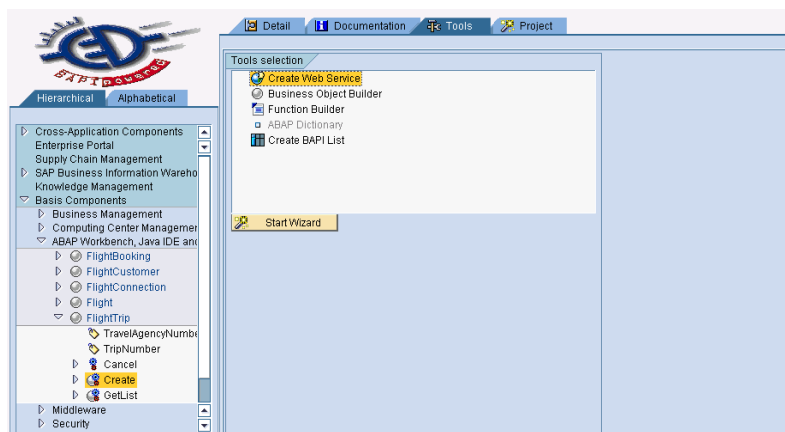 Detail
Documentation
Tools
Project
BAPI Powered
Hierarchical
Alphabetical
Cross-Application Components
Enterprise Portal
Supply Chain Management
SAP Business Information Wareho
Knowledge Management
Basis Components
Business Management
Computing Center Managemer
ABAP Workbench, Java IDE and
FlightBooking
FlightCustomer
FlightConnection
Flight
FlightTrip
TravelAgencyNumbe
TripNumber
Cancel
Create
GetList
Middleware
Security
Tools selection
Create Web Service
Business Object Builder
Function Builder
ABAP Dictionary
Create BAPI List
Start Wizard